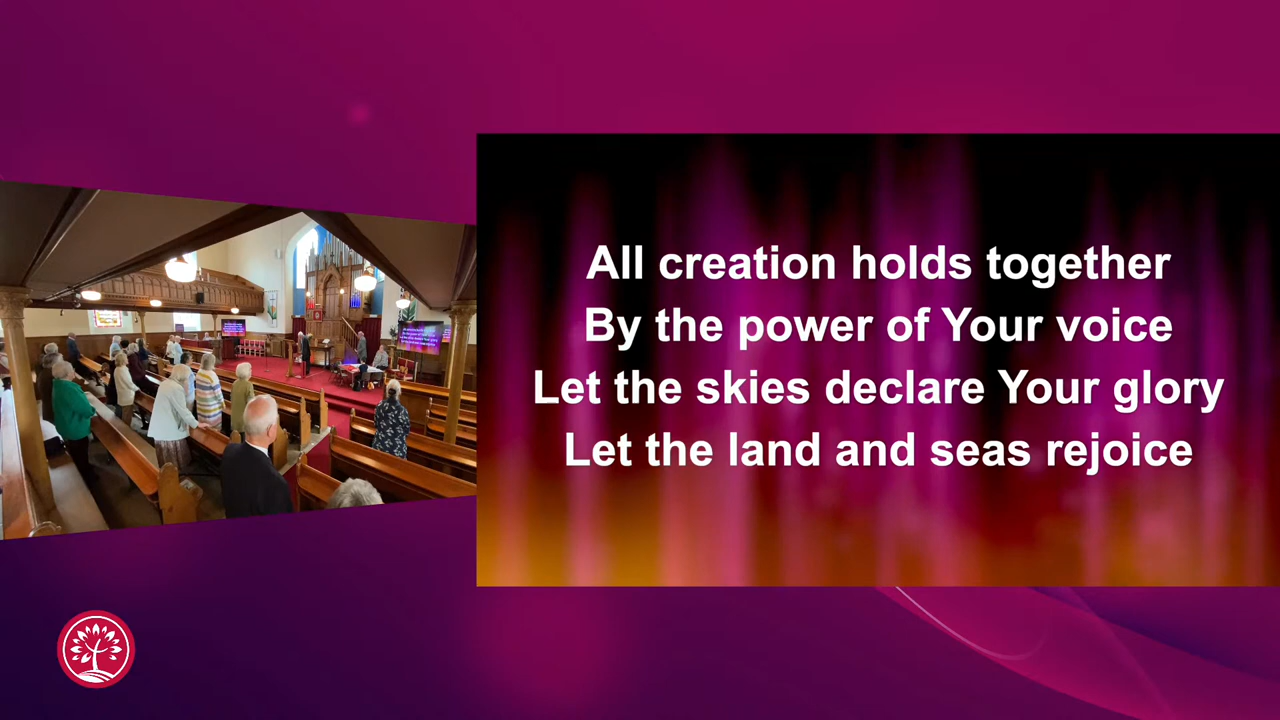 All creation holds together
By the power of Your voice
Let the skies declare Your glory
Let the land and seas rejoice